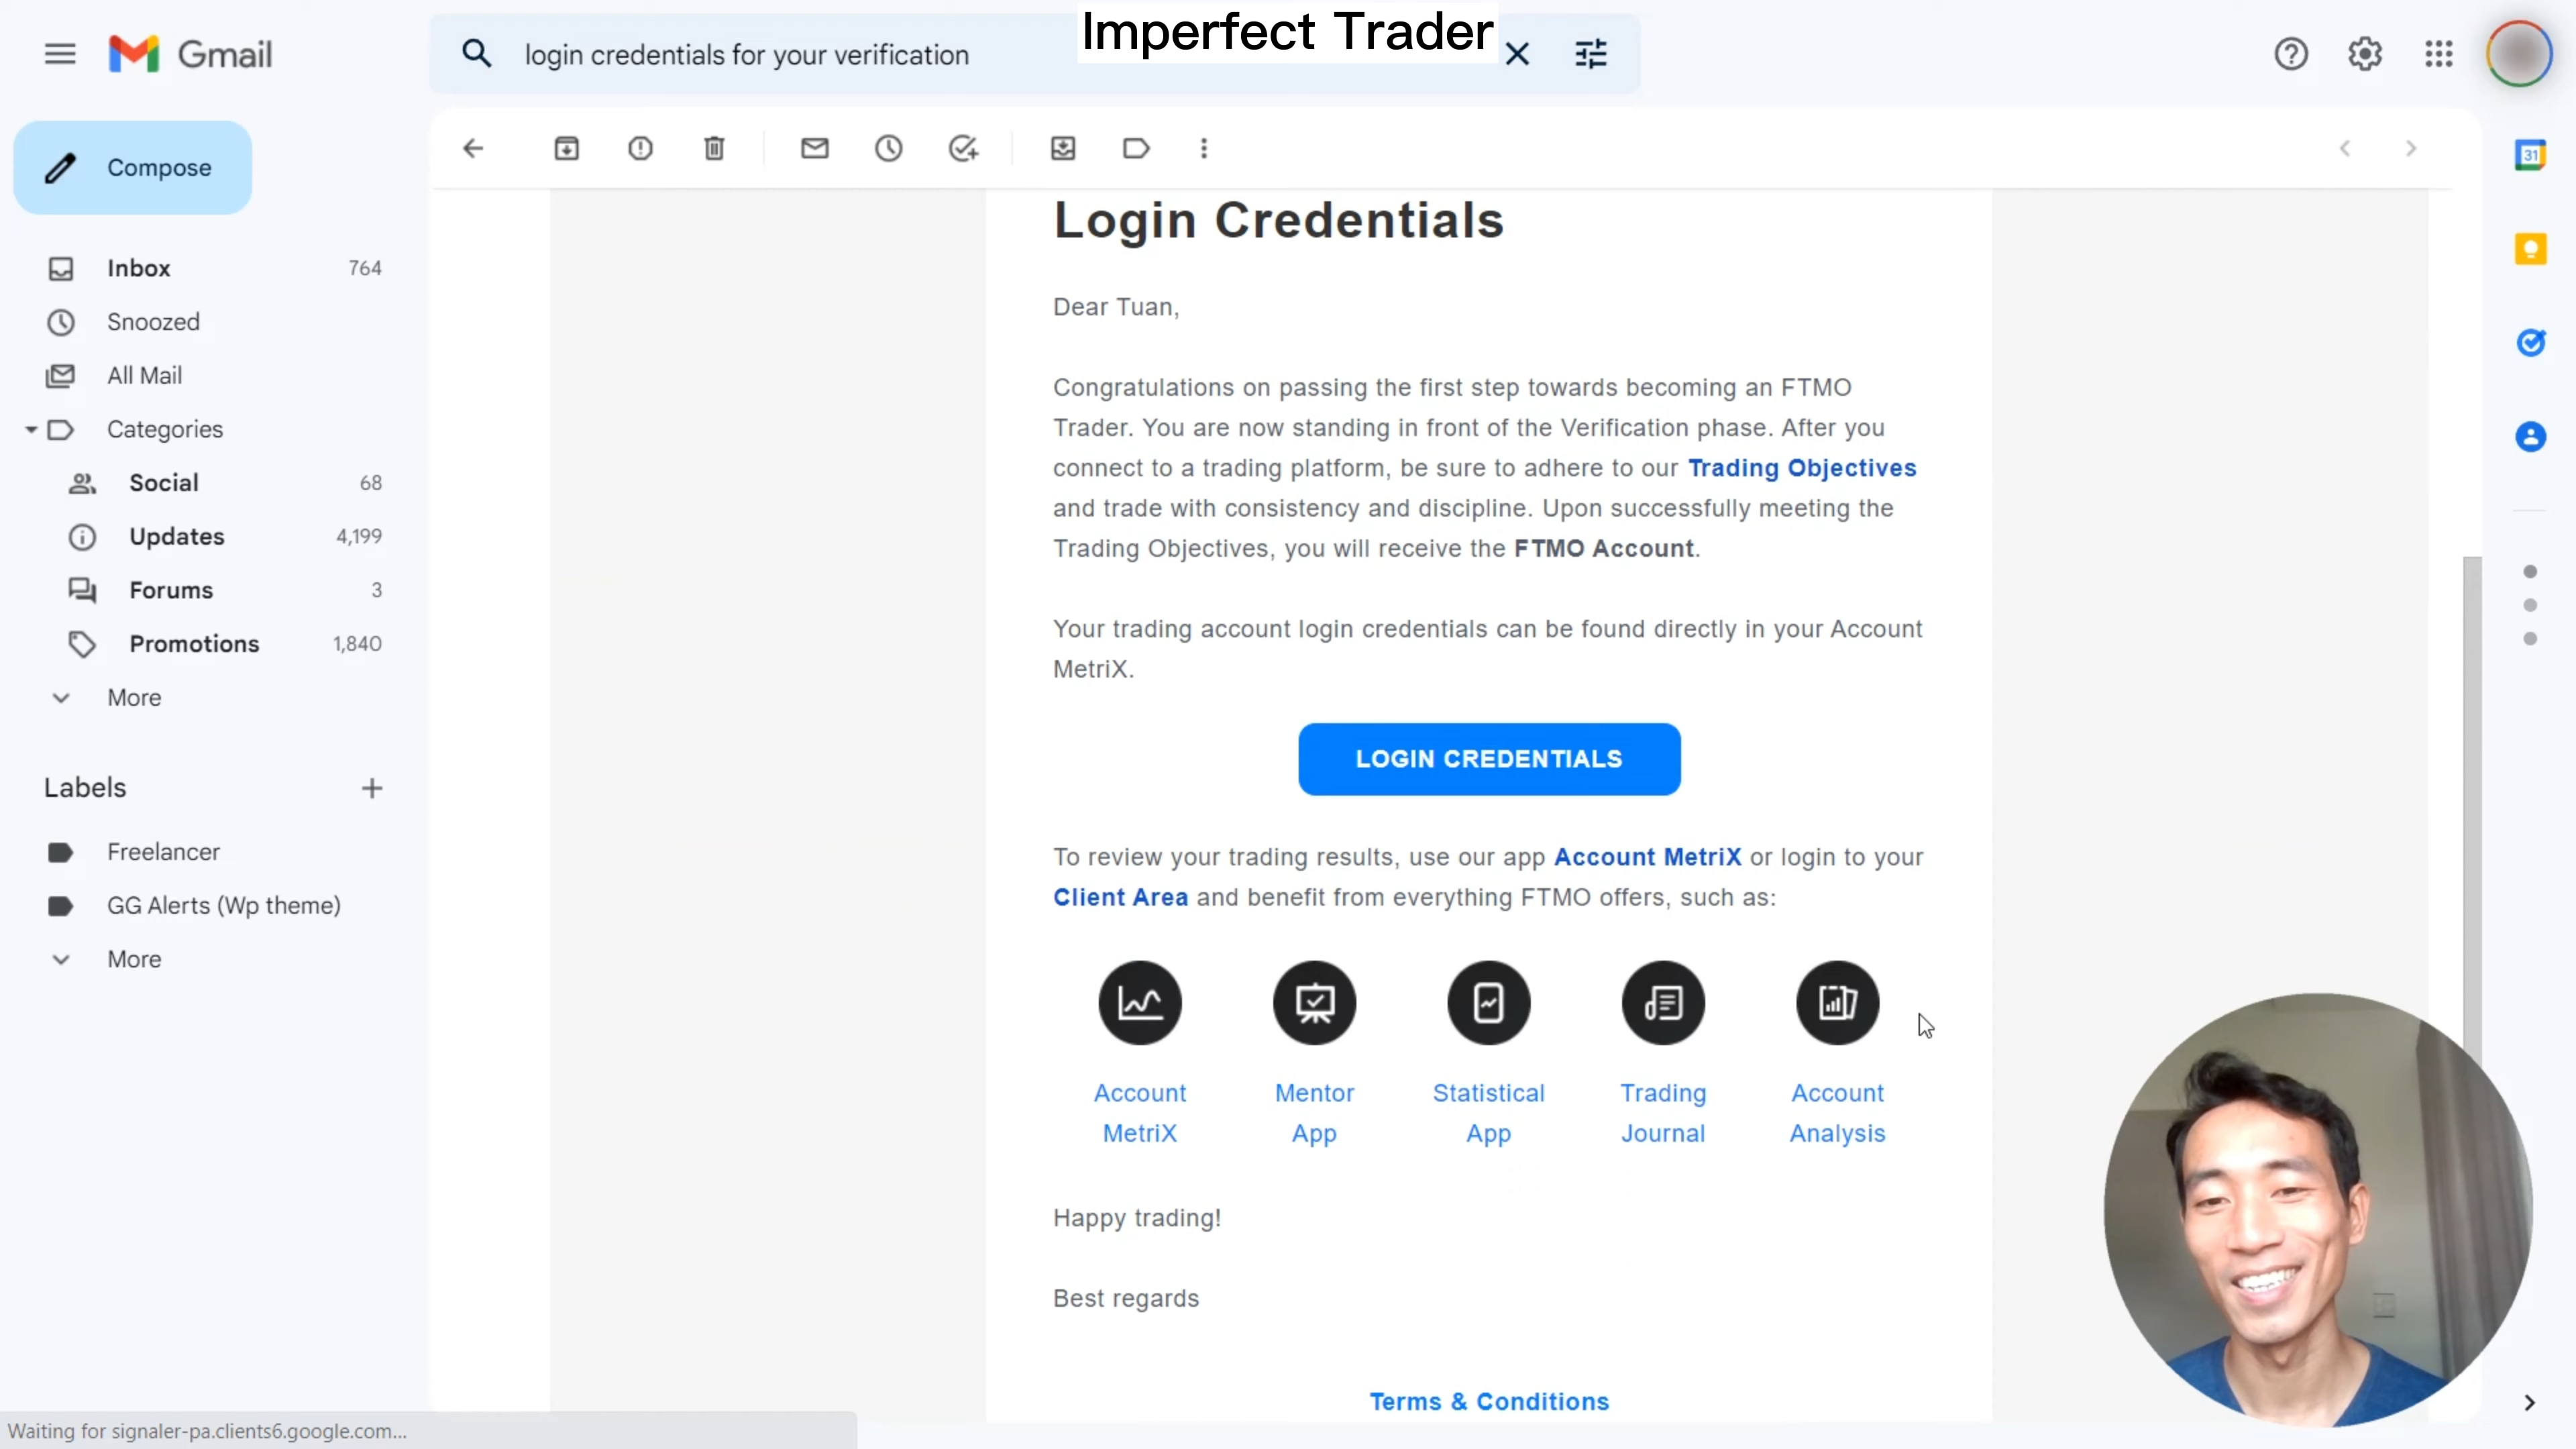 Imperfect Trader
Gmail
login credentials for your verification
Compose
Inbox 764
Snoozed
All Mail
Categories
Social 68
Updates 4,199
Forums 3
Promotions 1,840
More
Labels
Freelancer
GG Alerts (Wp theme)
More
31
Login Credentials
Dear Tuan,
Congratulations on passing the first step towards becoming an FTMO
Trader. You are now standing in front of the Verification phase. After you
connect to a trading platform, be sure to adhere to our Trading Objectives
and trade with consistency and discipline. Upon successfully meeting the
Trading Objectives, you will receive the FTMO Account.
Your trading account login credentials can be found directly in your Account
MetriX.
LOGIN CREDENTIALS
To review your trading results, use our app Account MetriX or login to your
Client Area and benefit from everything FTMO offers, such as:
Account
MetriX
Mentor
App
Statistical
App
Trading
Journal
Account
Analysis
Happy trading!
Best regards
Terms & Conditions
Waiting for signaler-pa.clients6.google.com...